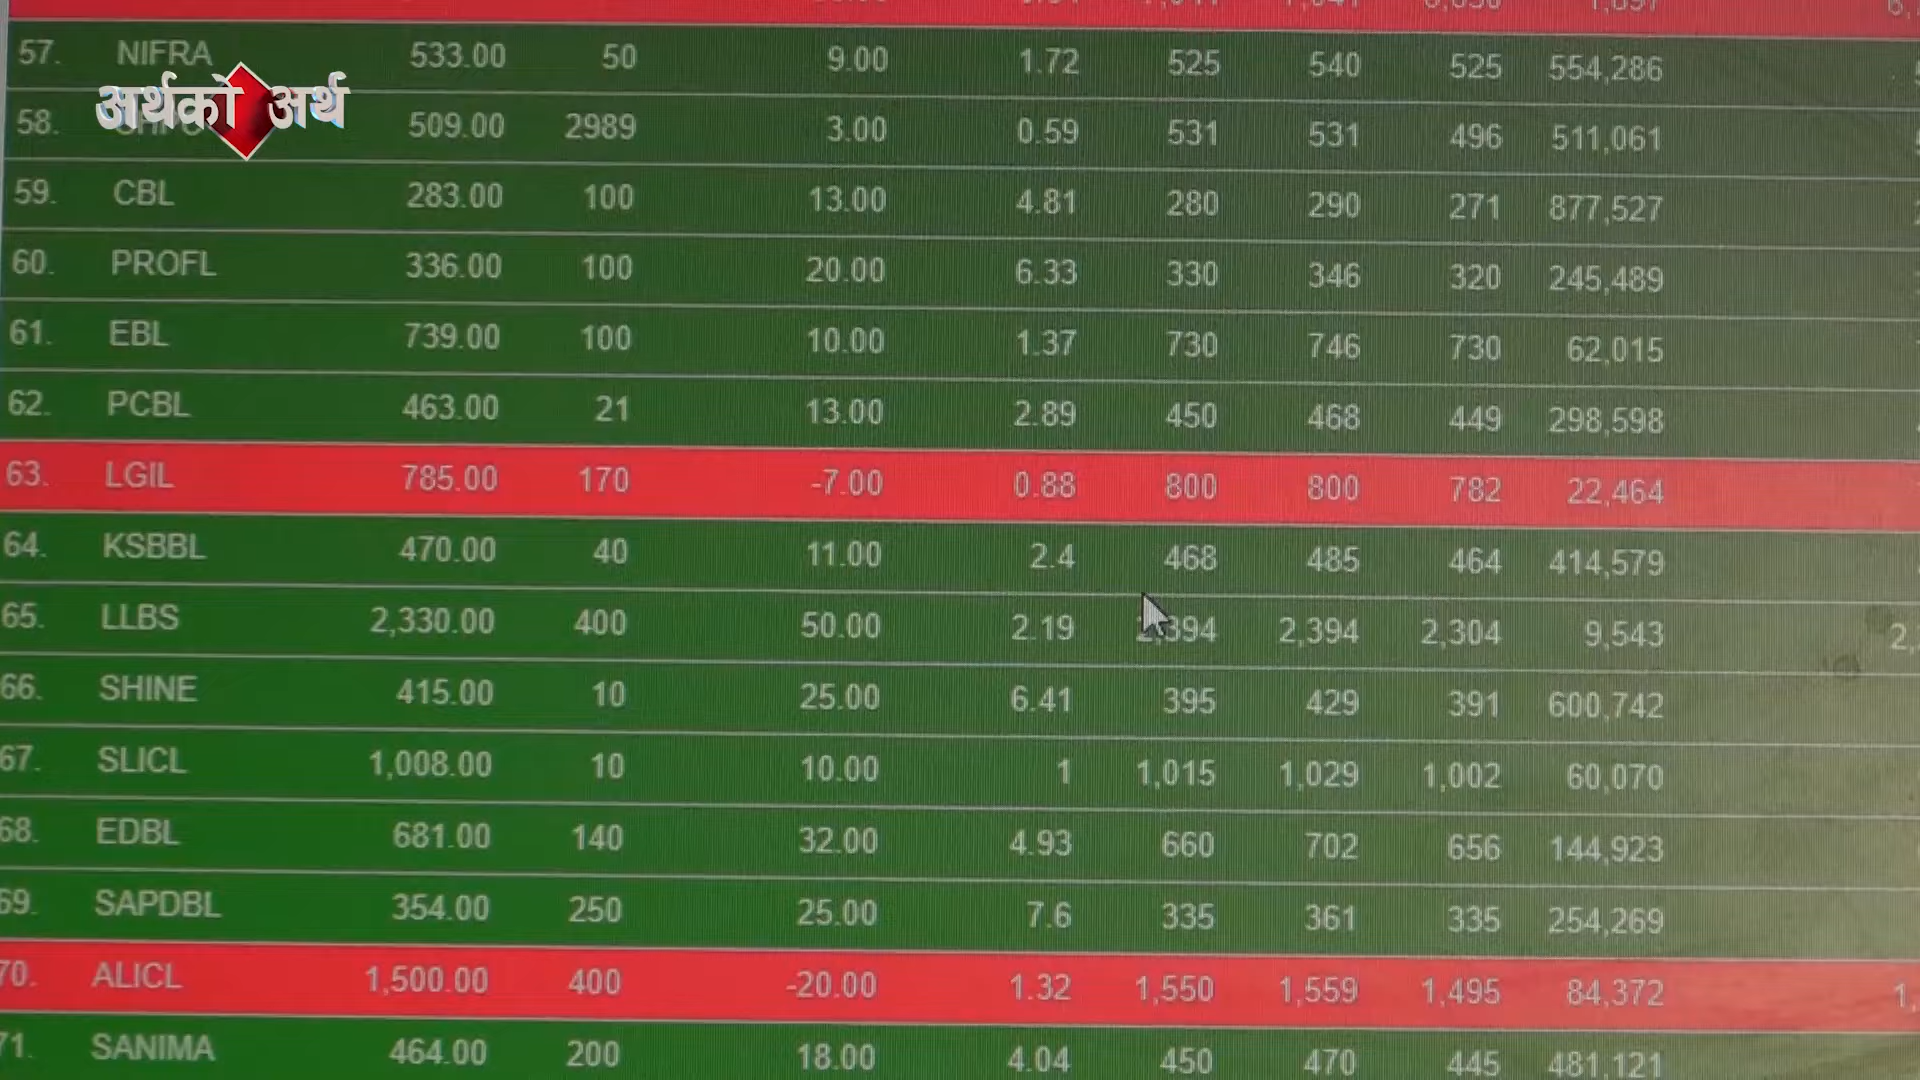 57. NIFRA 533.00 50 9.00 1.72 525 540 525 554,286
अर्थको अर्थ
58. 509.00 2989 3.00 0.59 531 531 496 511,061
59. CBL 283.00 100 13.00 4.81 280 290 271 877,527
60. PROFL 336.00 100 20.00 6.33 330 346 320 245,489
61. EBL 739.00 100 10.00 1.37 730 746 730 62,015
62. PCBL 463.00 21 13.00 2.89 450 468 449 298,598
63. LGIL 785.00 170 -7.00 0.88 800 800 782 22,464
64. KSBBL 470.00 40 11.00 2.4 468 485 464 414,579
65. LLBS 2,330.00 400 50.00 2.19 2,394 2,394 2,304 9,543
66. SHINE 415.00 10 25.00 6.41 395 429 391 600,742
67. SLICL 1,008.00 10 10.00 1 1,015 1,029 1,002 60,070
68. EDBL 681.00 140 32.00 4.93 660 702 656 144,923
69. SAPDBL 354.00 250 25.00 7.6 335 361 335 254,269
70. ALICL 1,500.00 400 -20.00 1.32 1,550 1,559 1,495 84,372
71. SANIMA 464.00 200 18.00 4.04 450 470 445 481,121